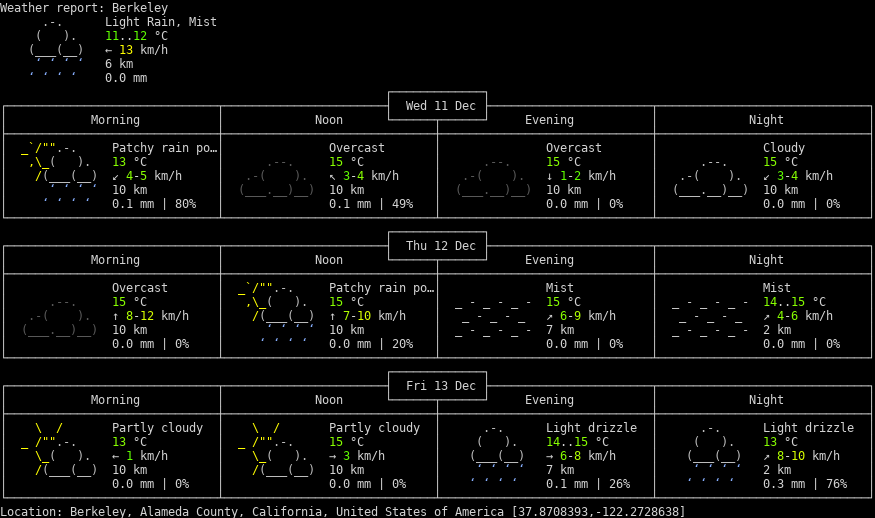 Weather report: Berkeley
Light Rain, Mist
11..12 °C
← 13 km/h
6 km
0.0 mm
Wed 11 Dec
Morning Noon Evening Night
Patchy rain po… Overcast Overcast Cloudy
13 °C 15 °C 15 °C 15 °C
↙ 4-5 km/h ↖ 3-4 km/h ↓ 1-2 km/h ↙ 3-4 km/h
10 km 10 km 10 km 10 km
0.1 mm | 80% 0.1 mm | 49% 0.0 mm | 0% 0.0 mm | 0%
Thu 12 Dec
Morning Noon Evening Night
Overcast Patchy rain po… Mist Mist
15 °C 15 °C 15 °C 14..15 °C
↑ 8-12 km/h ↑ 7-10 km/h ↗ 6-9 km/h ↗ 4-6 km/h
10 km 10 km 7 km 2 km
0.0 mm | 0% 0.0 mm | 20% 0.0 mm | 0% 0.0 mm | 0%
Fri 13 Dec
Morning Noon Evening Night
Partly cloudy Partly cloudy Light drizzle Light drizzle
13 °C 15 °C 14..15 °C 13 °C
← 1 km/h → 3 km/h → 6-8 km/h ↗ 8-10 km/h
10 km 10 km 7 km 2 km
0.0 mm | 0% 0.0 mm | 0% 0.1 mm | 26% 0.3 mm | 76%
Location: Berkeley, Alameda County, California, United States of America [37.8708393,-122.2728638]